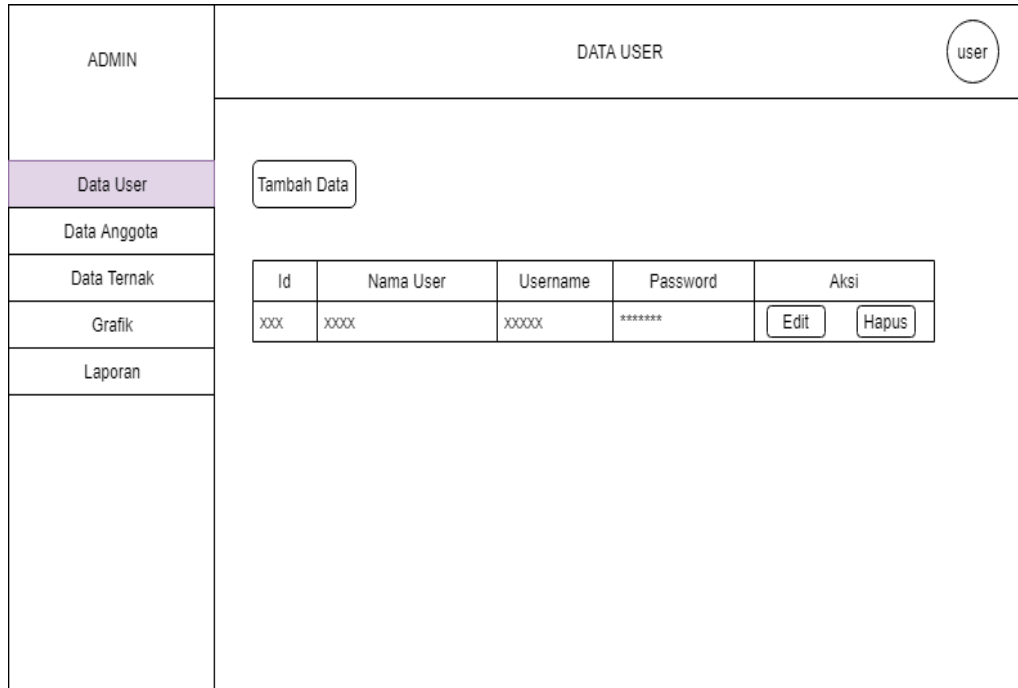 ADMIN
DATA USER
user
Data User
Data Anggota
Data Ternak
Grafik
Laporan
Tambah Data
Id Nama User Username Password Aksi
xxx xxxx xxxxx ******* Edit Hapus